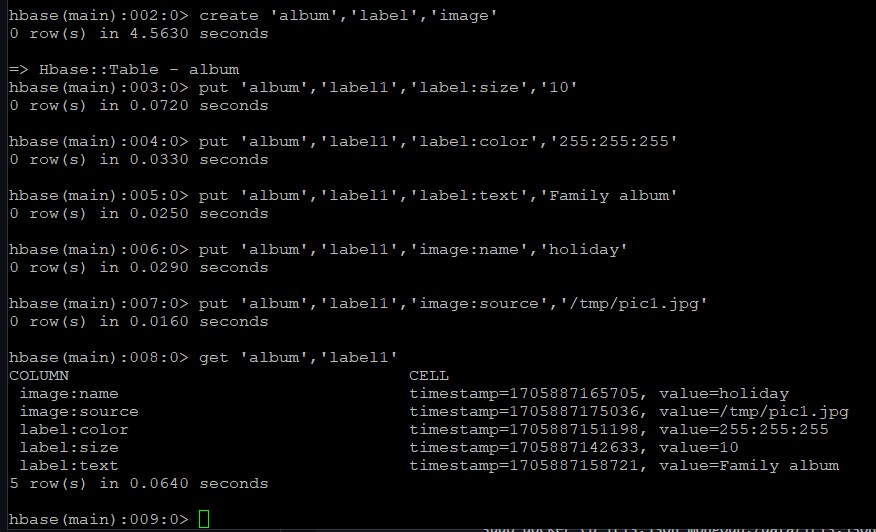 hbase(main):002:0> create 'album','label','image'
0 row(s) in 4.5630 seconds
=> Hbase::Table - album
hbase(main):003:0> put 'album','label1','label:size','10'
0 row(s) in 0.0720 seconds
hbase(main):004:0> put 'album','label1','label:color','255:255:255'
0 row(s) in 0.0330 seconds
hbase(main):005:0> put 'album','label1','label:text','Family album'
0 row(s) in 0.0250 seconds
hbase(main):006:0> put 'album','label1','image:name','holiday'
0 row(s) in 0.0290 seconds
hbase(main):007:0> put 'album','label1','image:source','/tmp/pic1.jpg'
0 row(s) in 0.0160 seconds
hbase(main):008:0> get 'album','label1'
COLUMN CELL
image:name timestamp=1705887165705, value=holiday
image:source timestamp=1705887175036, value=/tmp/pic1.jpg
label:color timestamp=1705887151198, value=255:255:255
label:size timestamp=1705887142633, value=10
label:text timestamp=1705887158721, value=Family album
5 row(s) in 0.0640 seconds
hbase(main):009:0>